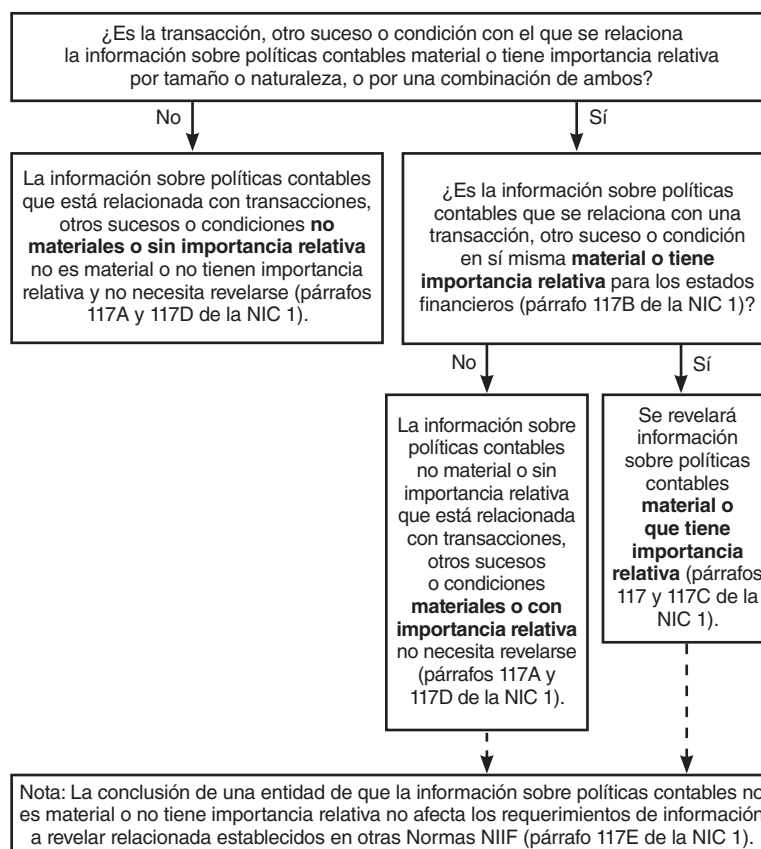 ¿Es la transacción, otro suceso o condición con el que se relaciona
la información sobre políticas contables material o tiene importancia relativa
por tamaño o naturaleza, o por una combinación de ambos?
No
Sí
La información sobre políticas contables
que está relacionada con transacciones,
otros sucesos o condiciones no
materiales o sin importancia relativa
no es material o no tienen importancia
relativa y no necesita revelarse (párrafos
117A y 117D de la NIC 1).
¿Es la información sobre políticas
contables que se relaciona con una
transacción, otro suceso o condición
en sí misma material o tiene
importancia relativa para los estados
financieros (párrafo 117B de la NIC 1)?
No
Sí
La información sobre
políticas contables
no material o sin
importancia relativa
que está relacionada
con transacciones,
otros sucesos
o condiciones
materiales o con
importancia relativa
no necesita revelarse
(párrafos 117A y
117D de la NIC 1).
Se revelará
información
sobre políticas
contables
material o
que tiene
importancia
relativa (párrafos
117 y 117C de la
NIC 1).
Nota: La conclusión de una entidad de que la información sobre políticas contables no
es material o no tiene importancia relativa no afecta los requerimientos de información
a revelar relacionada establecidos en otras Normas NIIF (párrafo 117E de la NIC 1).